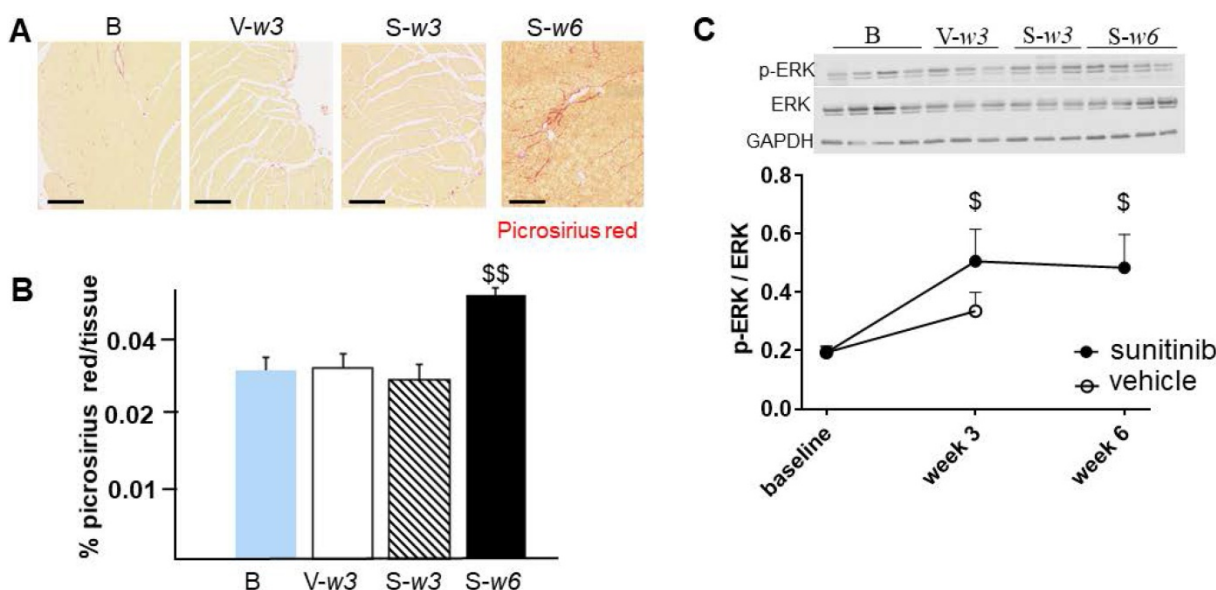 A
B V-w3 S-w3 S-w6
Picrosirius red
B
% picrosirius red/tissue
0.04
0.02
0.01
$$
B V-w3 S-w3 S-w6
C
B V-w3 S-w3 S-w6
p-ERK
ERK
GAPDH
p-ERK / ERK
0.8
0.6
0.4
0.2
0.0
$ $
sunitinib
vehicle
baseline week 3 week 6